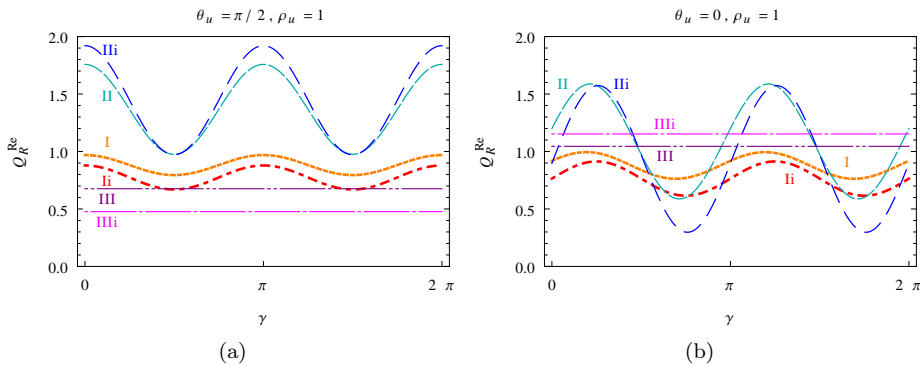 θu = π/2 , ρu = 1
2.0
1.5
1.0
0.5
0.0
Q_R^Re
IIi
II
I
Ii
III
IIIi
0
π
2 π
γ
(a)
θu = 0 , ρu = 1
2.0
1.5
1.0
0.5
0.0
Q_R^Re
II
IIi
IIIi
III
I
Ii
0
π
2 π
γ
(b)